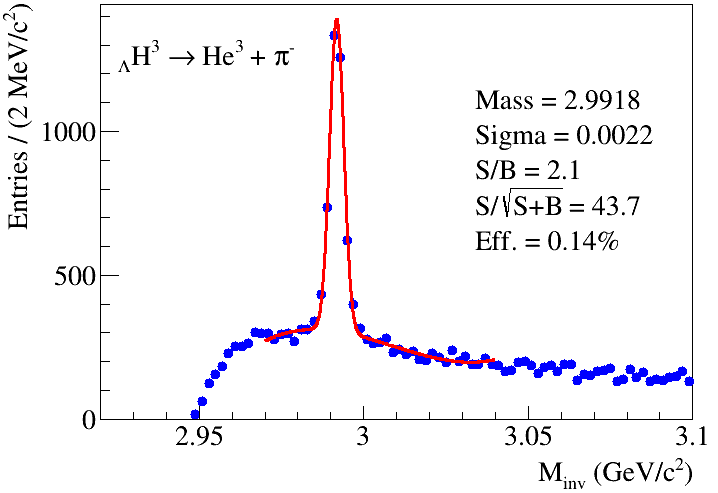 Entries / (2 MeV/c²)
ΛH³ → He³ + π⁻
Mass = 2.9918
Sigma = 0.0022
S/B = 2.1
S/√S+B = 43.7
Eff. = 0.14%
1000
500
0
2.95 3 3.05 3.1
M_inv (GeV/c²)